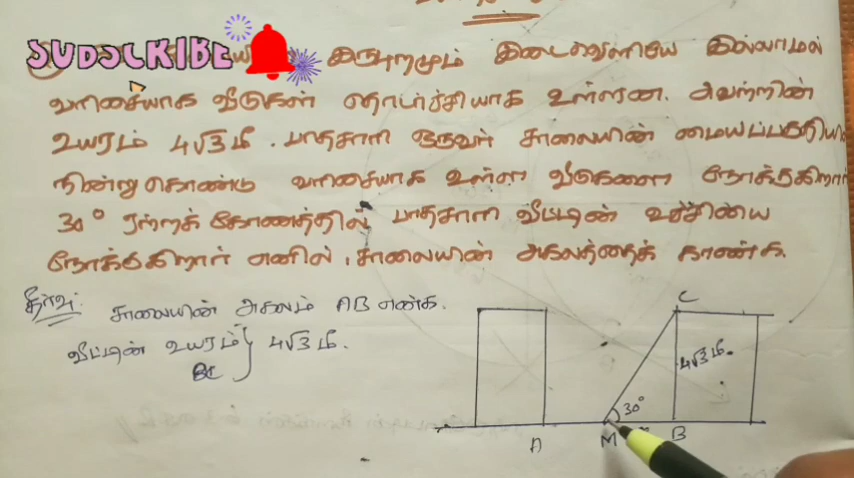 SUBSCRIBE இருபுறமும் இடைவெளியே இல்லாமல்
வரிசையாக வீடுகள் தொடர்ச்சியாக உள்ளன. அவற்றின்
உயரம் 4√3 மீ. பாதசாரி ஒருவர் சாலையின் மையப்பகுதியி
நின்று கொண்டு வரிசையாக உள்ள வீடுகளை நோக்குகிறார்
30° ஏற்றக் கோணத்தில் பாதசாரி வீட்டின் உச்சியை
நோக்குகிறார் எனில், சாலையின் அகலத்தைக் காண்க.
தீர்வு: சாலையின் அகலம் AB என்க.
வீட்டின் உயரம் } 4√3 மீ.
BC
C
4√3 மீ.
30°
A M B